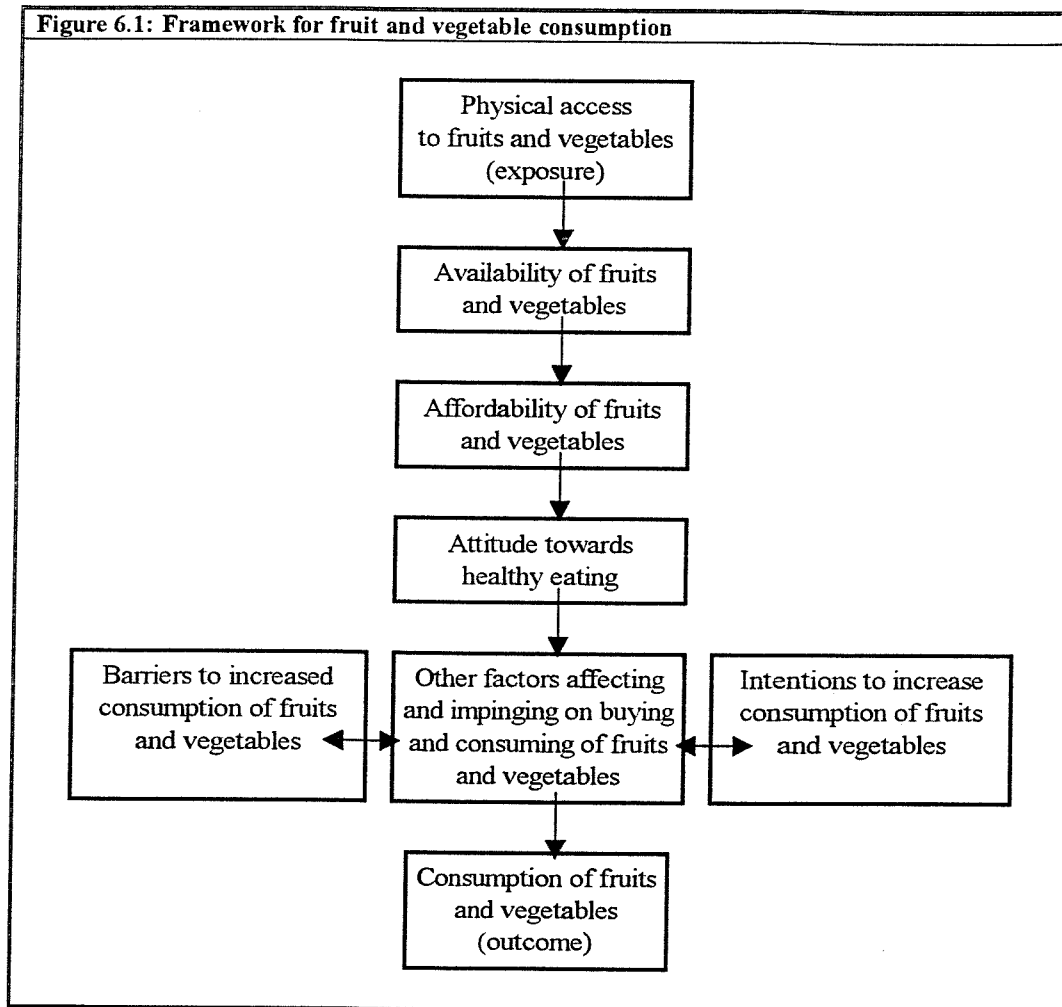 Figure 6.1: Framework for fruit and vegetable consumption
Physical access
to fruits and vegetables
(exposure)
Availability of fruits
and vegetables
Affordability of fruits
and vegetables
Attitude towards
healthy eating
Barriers to increased
consumption of fruits
and vegetables
Other factors affecting
and impinging on buying
and consuming of fruits
and vegetables
Intentions to increase
consumption of fruits
and vegetables
Consumption of fruits
and vegetables
(outcome)